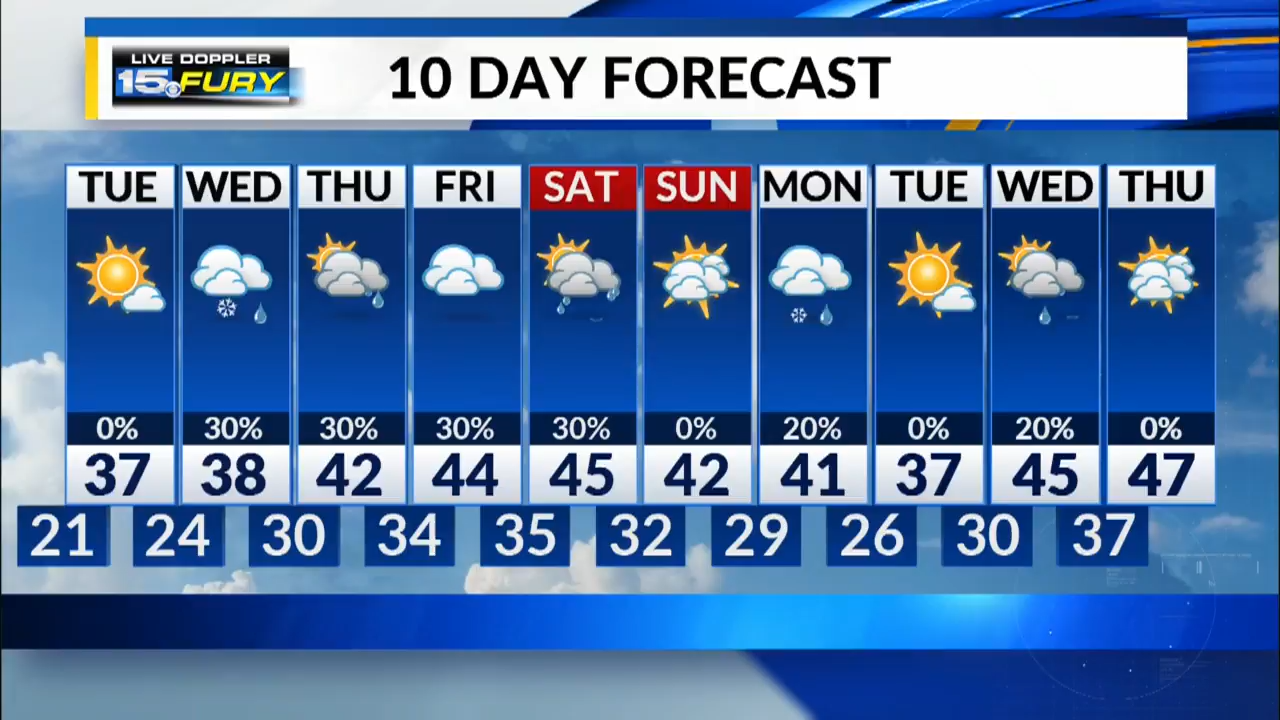 LIVE DOPPLER
15 FURY
10 DAY FORECAST
TUE WED THU FRI SAT SUN MON TUE WED THU
0% 30% 30% 30% 30% 0% 20% 0% 20% 0%
37 38 42 44 45 42 41 37 45 47
21 24 30 34 35 32 29 26 30 37